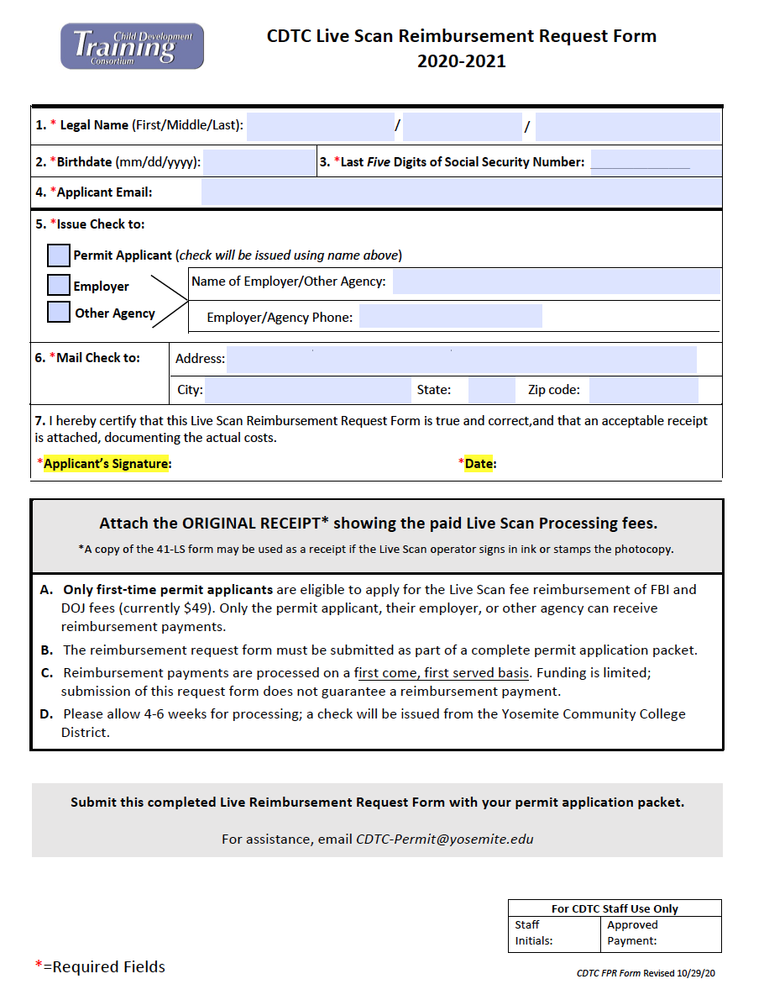 Child Development
Training
Consortium
CDTC Live Scan Reimbursement Request Form
2020-2021
1. * Legal Name (First/Middle/Last): / /
2. *Birthdate (mm/dd/yyyy): 3. *Last Five Digits of Social Security Number: _______________
4. *Applicant Email:
5. *Issue Check to:
Permit Applicant (check will be issued using name above)
Employer
Other Agency
Name of Employer/Other Agency:
Employer/Agency Phone:
6. *Mail Check to: Address:
City: State: Zip code:
7. I hereby certify that this Live Scan Reimbursement Request Form is true and correct,and that an acceptable receipt
is attached, documenting the actual costs.
*Applicant's Signature: *Date:
Attach the ORIGINAL RECEIPT* showing the paid Live Scan Processing fees.
*A copy of the 41-LS form may be used as a receipt if the Live Scan operator signs in ink or stamps the photocopy.
A. Only first-time permit applicants are eligible to apply for the Live Scan fee reimbursement of FBI and
DOJ fees (currently $49). Only the permit applicant, their employer, or other agency can receive
reimbursement payments.
B. The reimbursement request form must be submitted as part of a complete permit application packet.
C. Reimbursement payments are processed on a first come, first served basis. Funding is limited;
submission of this request form does not guarantee a reimbursement payment.
D. Please allow 4-6 weeks for processing; a check will be issued from the Yosemite Community College
District.
Submit this completed Live Reimbursement Request Form with your permit application packet.
For assistance, email CDTC-Permit@yosemite.edu
For CDTC Staff Use Only
Staff
Initials:
Approved
Payment:
*=Required Fields
CDTC FPR Form Revised 10/29/20